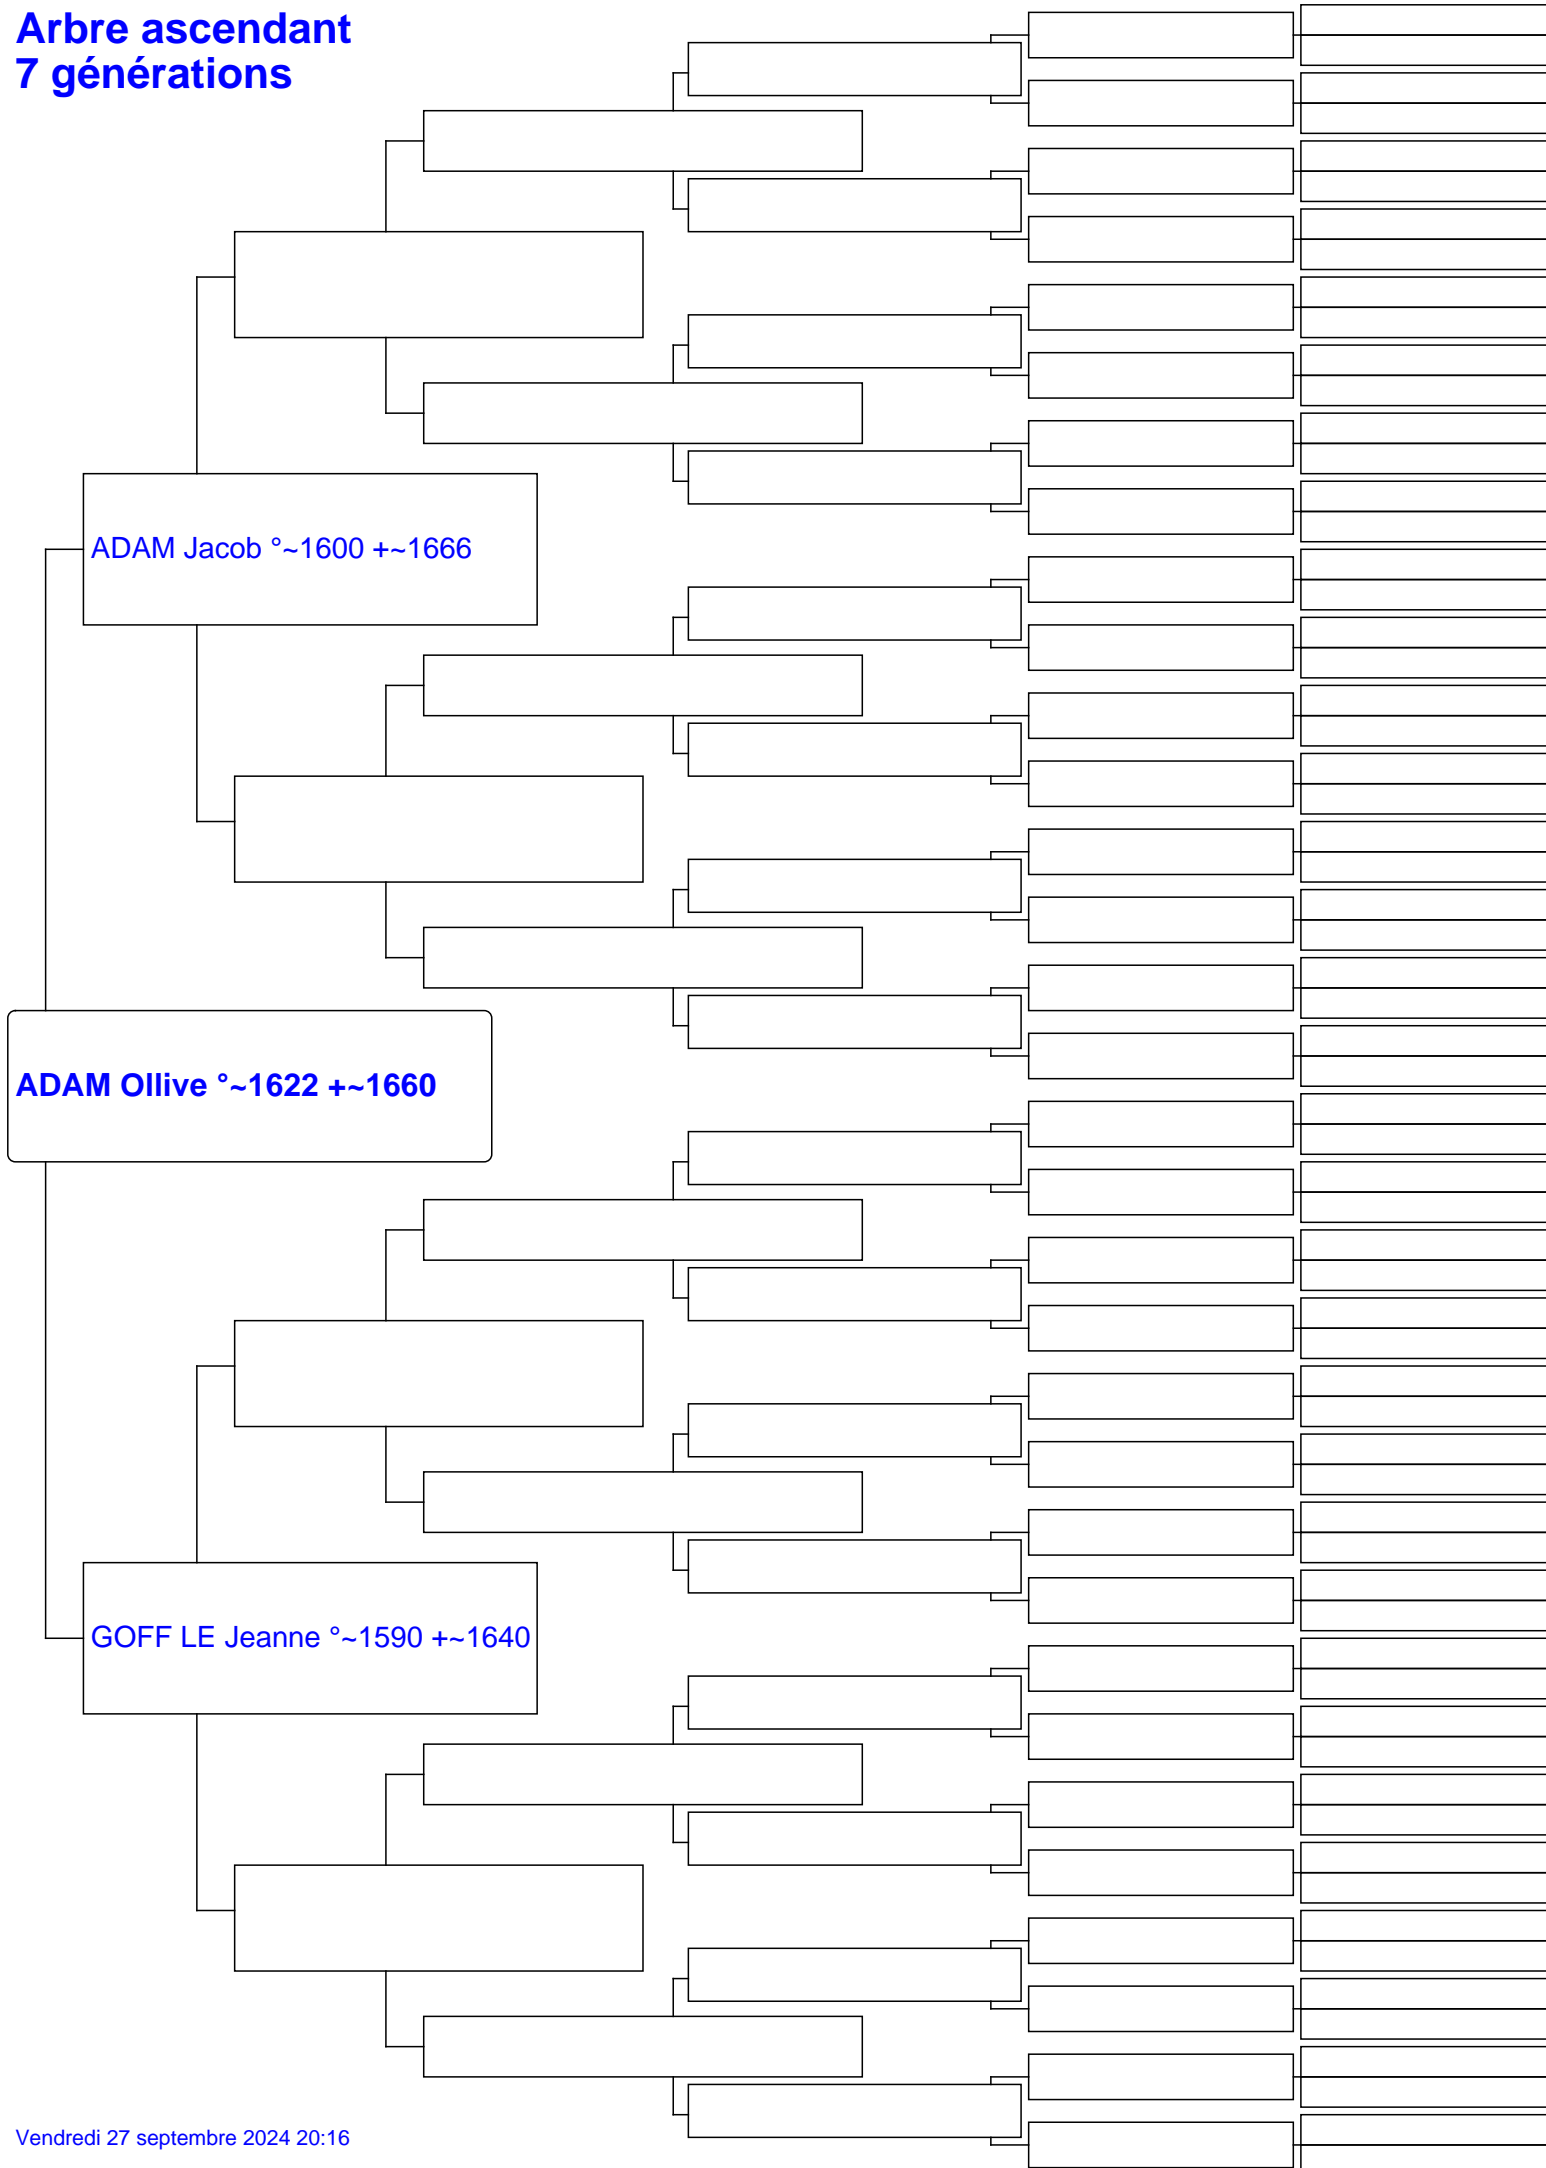 Arbre ascendant
7 générations
ADAM Jacob °~1600 +~1666
ADAM Ollive °~1622 +~1660
GOFF LE Jeanne °~1590 +~1640
Vendredi 27 septembre 2024 20:16